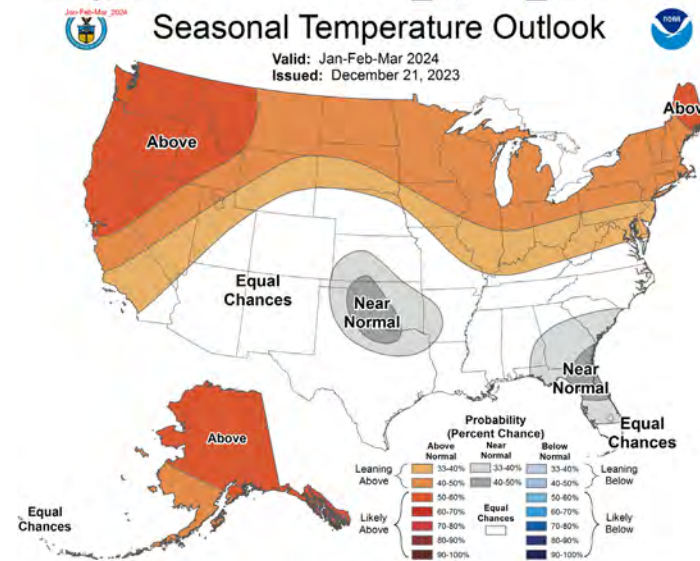 Jan-Feb-Mar 2024
Seasonal Temperature Outlook
noaa
Valid: Jan-Feb-Mar 2024
Issued: December 21, 2023
Above
Above
Equal
Chances
Near
Normal
Near
Normal
Equal
Chances
Above
Equal
Chances
Probability
(Percent Chance)
Above
Normal
Near
Normal
Below
Normal
Leaning
Above
33-40%
33-40%
33-40%
Leaning
Below
40-50%
40-50%
40-50%
Likely
Above
50-60%
50-60%
Likely
Below
60-70%
Equal
Chances
60-70%
70-80%
70-80%
80-90%
80-90%
90-100%
90-100%